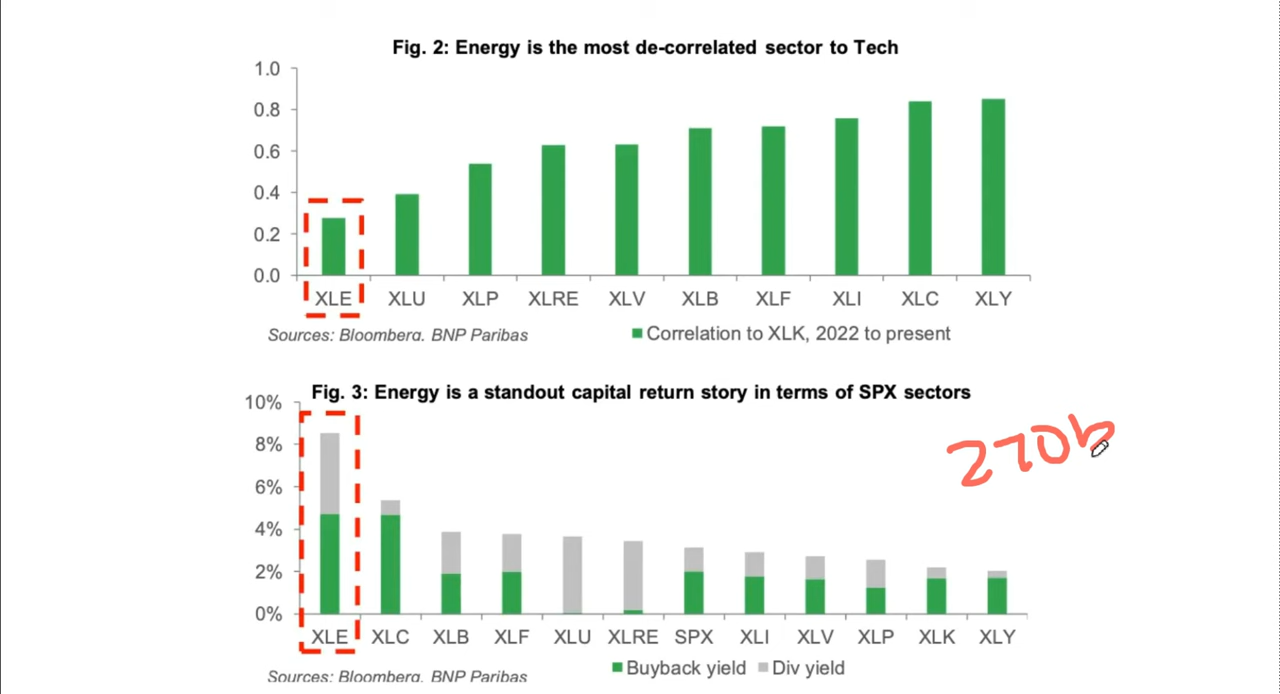 Fig. 2: Energy is the most de-correlated sector to Tech
1.0
0.8
0.6
0.4
0.2
0.0
XLE XLU XLP XLRE XLV XLB XLF XLI XLC XLY
Sources: Bloomberg, BNP Paribas
Correlation to XLK, 2022 to present
Fig. 3: Energy is a standout capital return story in terms of SPX sectors
10%
8%
6%
4%
2%
0%
270b
XLE XLC XLB XLF XLU XLRE SPX XLI XLV XLP XLK XLY
Buyback yield Div yield
Sources: Bloomberg, BNP Paribas